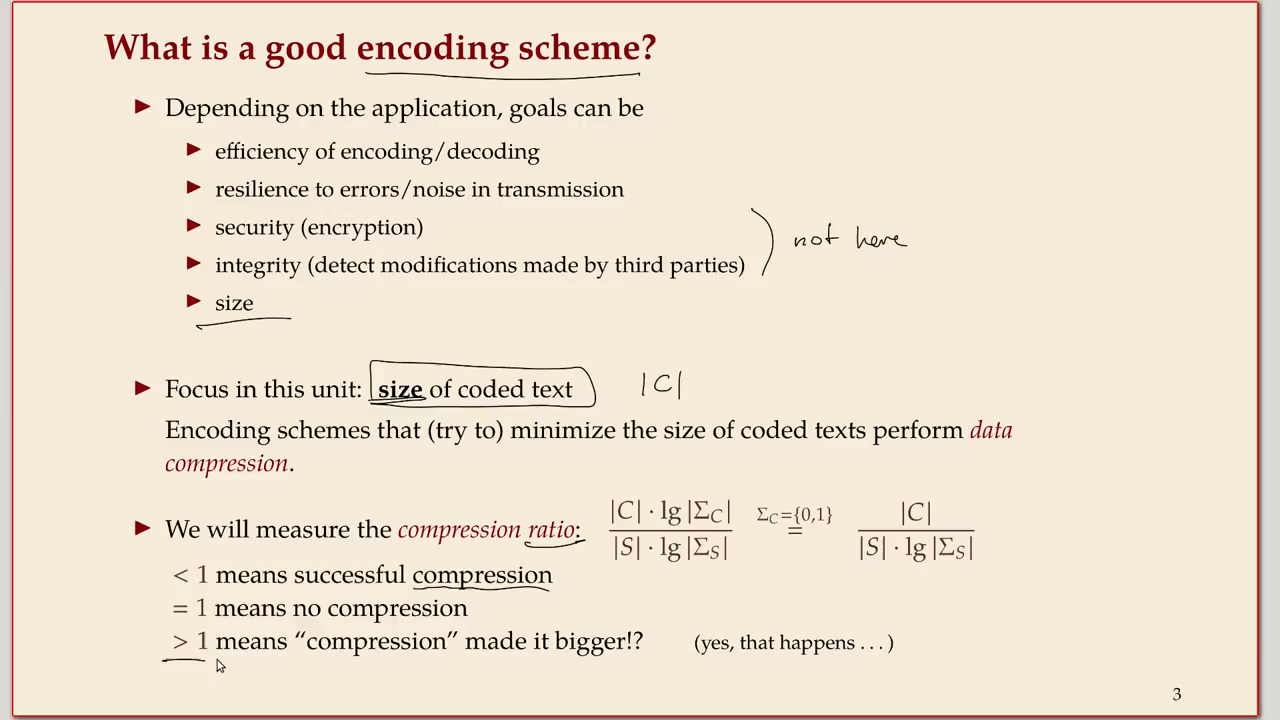 What is a good encoding scheme?
▶ Depending on the application, goals can be
▶ efficiency of encoding/decoding
▶ resilience to errors/noise in transmission
▶ security (encryption)
▶ integrity (detect modifications made by third parties)
not here
▶ size
▶ Focus in this unit: size of coded text |C|
Encoding schemes that (try to) minimize the size of coded texts perform data
compression.
▶ We will measure the compression ratio: |C| · lg |Σ_C| / |S| · lg |Σ_S| Σ_C={0,1} = |C| / |S| · lg |Σ_S|
< 1 means successful compression
= 1 means no compression
> 1 means “compression” made it bigger!? (yes, that happens . . . )
3